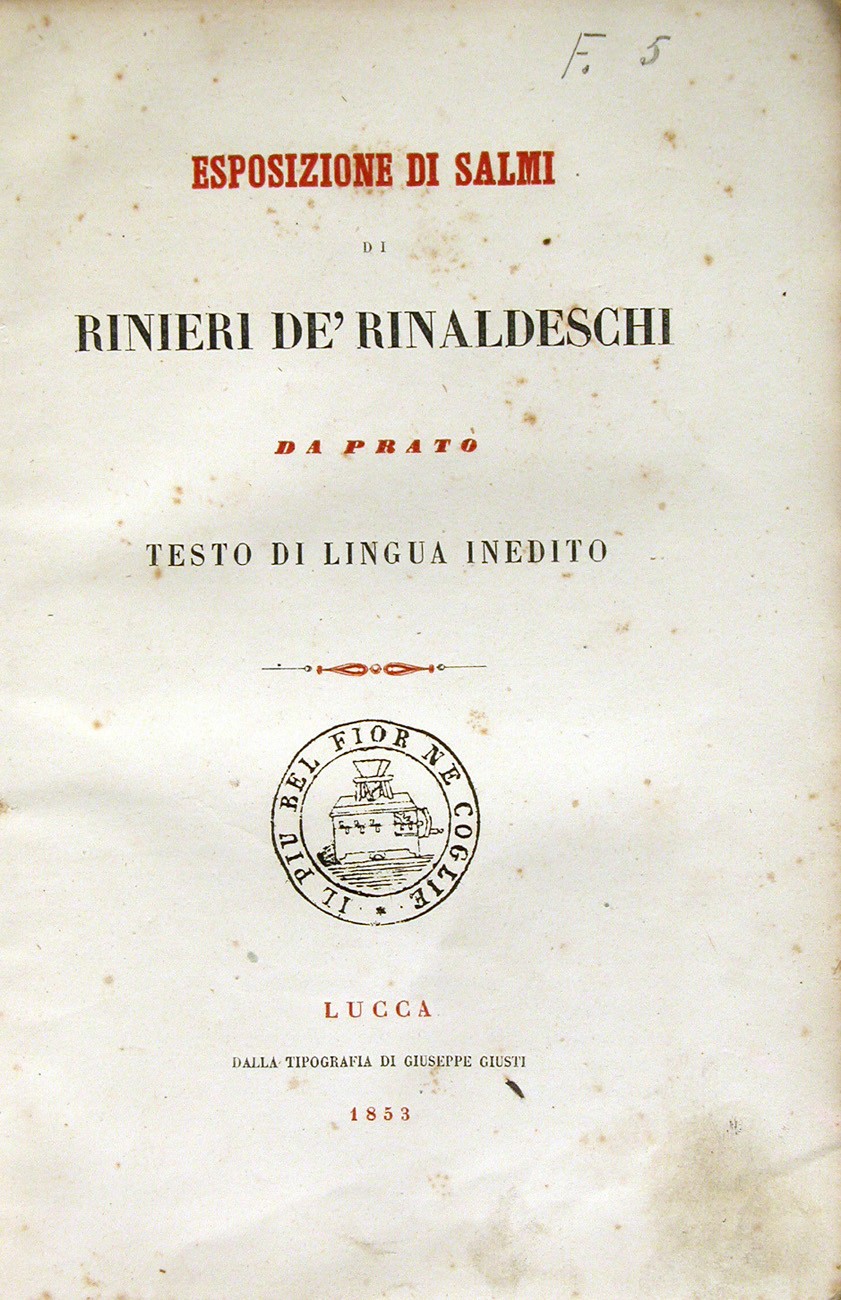 F. 5
ESPOSIZIONE DI SALMI
DI
RINIERI DE' RINALDESCHI
DA PRATO
TESTO DI LINGUA INEDITO
IL PIU BEL FIOR NE COGLIE
LUCCA
DALLA TIPOGRAFIA DI GIUSEPPE GIUSTI
1853